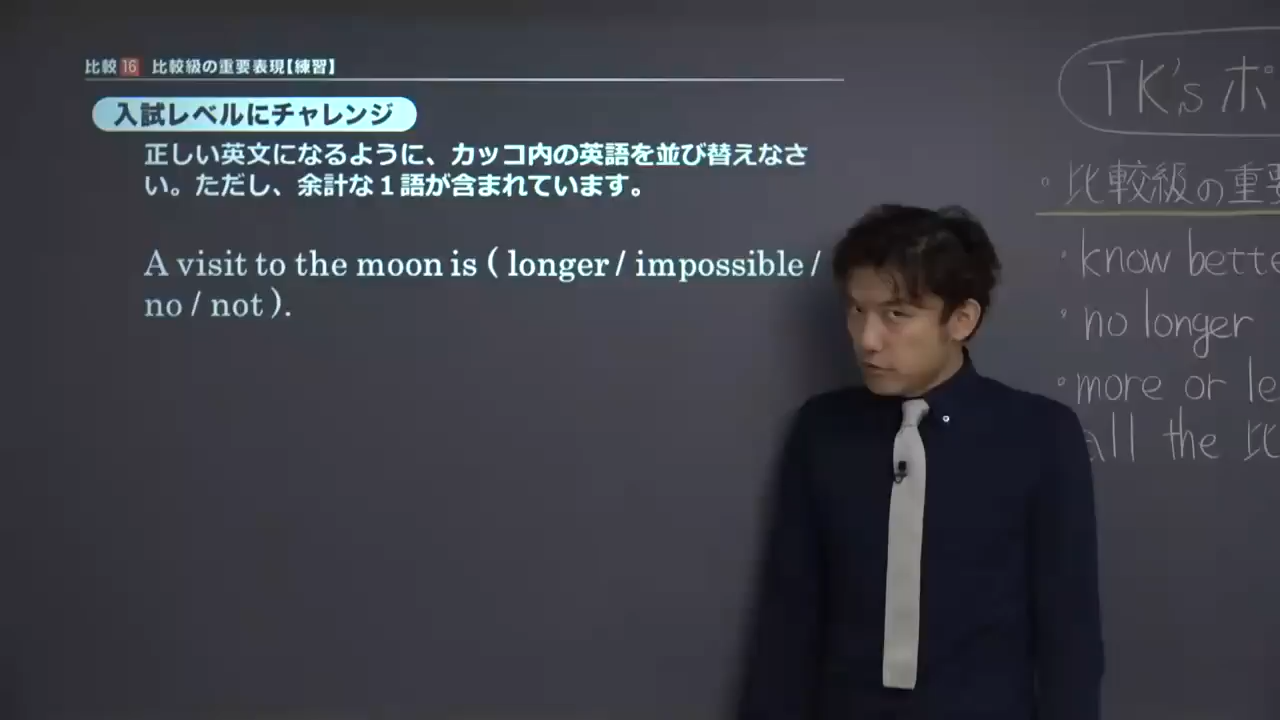 比較 16 比較級の重要表現【練習】
入試レベルにチャレンジ
正しい英文になるように、カッコ内の英語を並び替えなさ
い。ただし、余計な１語が含まれています。
A visit to the moon is ( longer / impossible /
no / not ).
TK's ポ
・比較級の重要
・know bette
・no longer
・more or le
all the 比